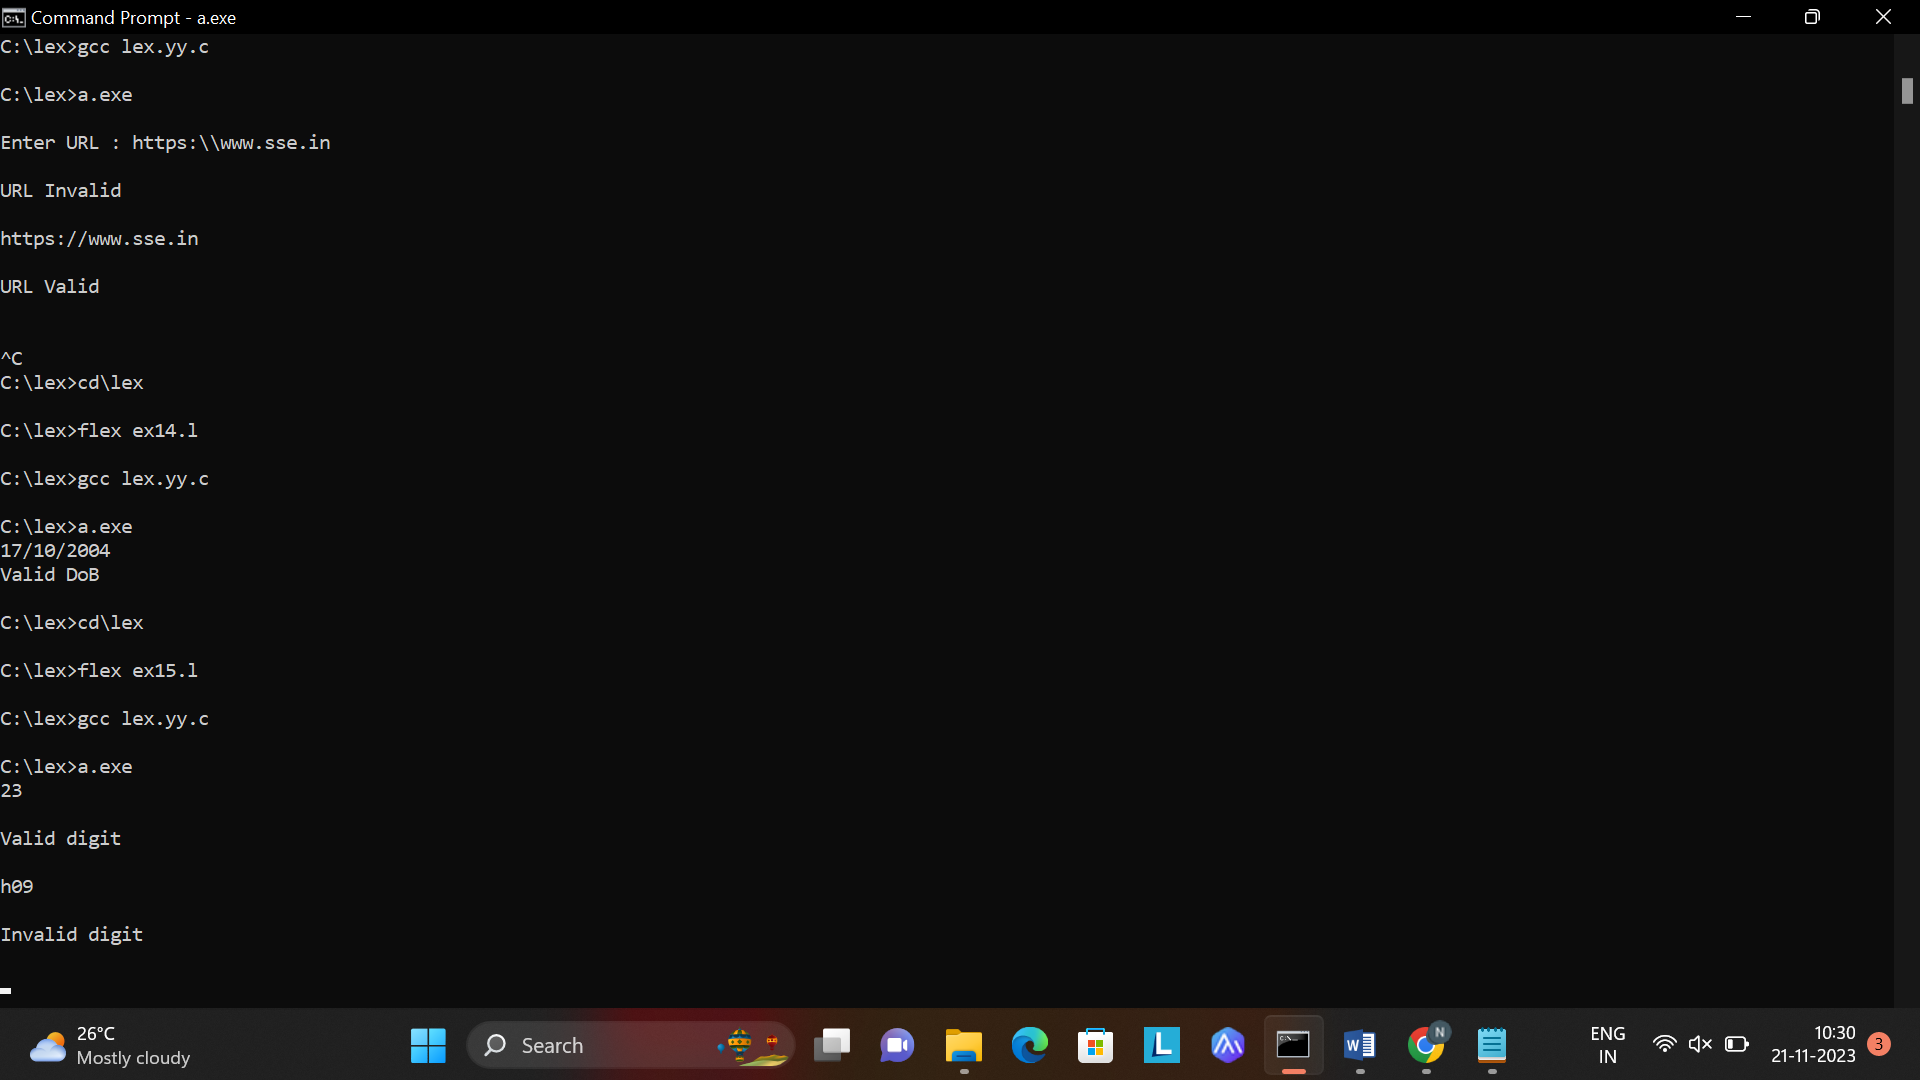 Command Prompt - a.exe
C:\lex>gcc lex.yy.c
C:\lex>a.exe
Enter URL : https:\\www.sse.in
URL Invalid
https://www.sse.in
URL Valid
^C
C:\lex>cd\lex
C:\lex>flex ex14.l
C:\lex>gcc lex.yy.c
C:\lex>a.exe
17/10/2004
Valid DoB
C:\lex>cd\lex
C:\lex>flex ex15.l
C:\lex>gcc lex.yy.c
C:\lex>a.exe
23
Valid digit
h09
Invalid digit
26°C
Mostly cloudy
Search
L
W
N
ENG
IN
10:30
21-11-2023
3